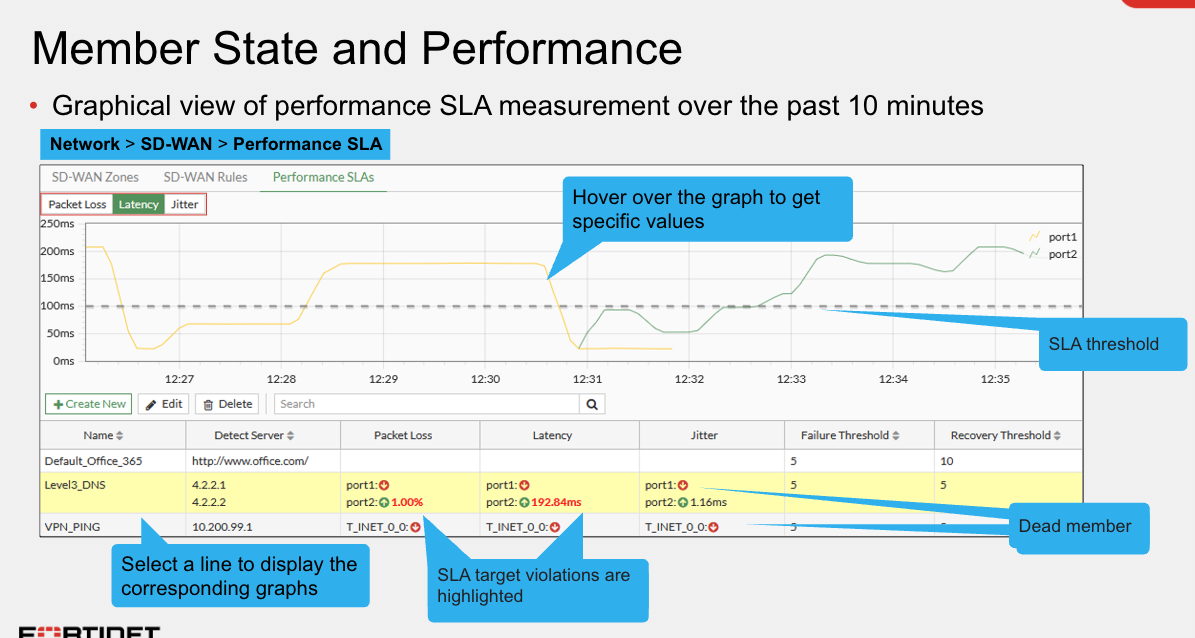 Member State and Performance
• Graphical view of performance SLA measurement over the past 10 minutes
Network > SD-WAN > Performance SLA
SD-WAN Zones SD-WAN Rules Performance SLAs
Packet Loss Latency Jitter
Hover over the graph to get
specific values
250ms
200ms
150ms
100ms
50ms
0ms
port1
port2
SLA threshold
12:27 12:28 12:29 12:30 12:31 12:32 12:33 12:34 12:35
+ Create New Edit Delete Search
Name Detect Server Packet Loss Latency Jitter Failure Threshold Recovery Threshold
Default_Office_365 http://www.office.com/ 5 10
Level3_DNS 4.2.2.1 port1: port1: port1: 5 5
4.2.2.2 port2: 1.00% port2: 192.84ms port2: 1.16ms
VPN_PING 10.200.99.1 T_INET_0_0: T_INET_0_0: T_INET_0_0: 5
Dead member
Select a line to display the
corresponding graphs
SLA target violations are
highlighted
FORTINET